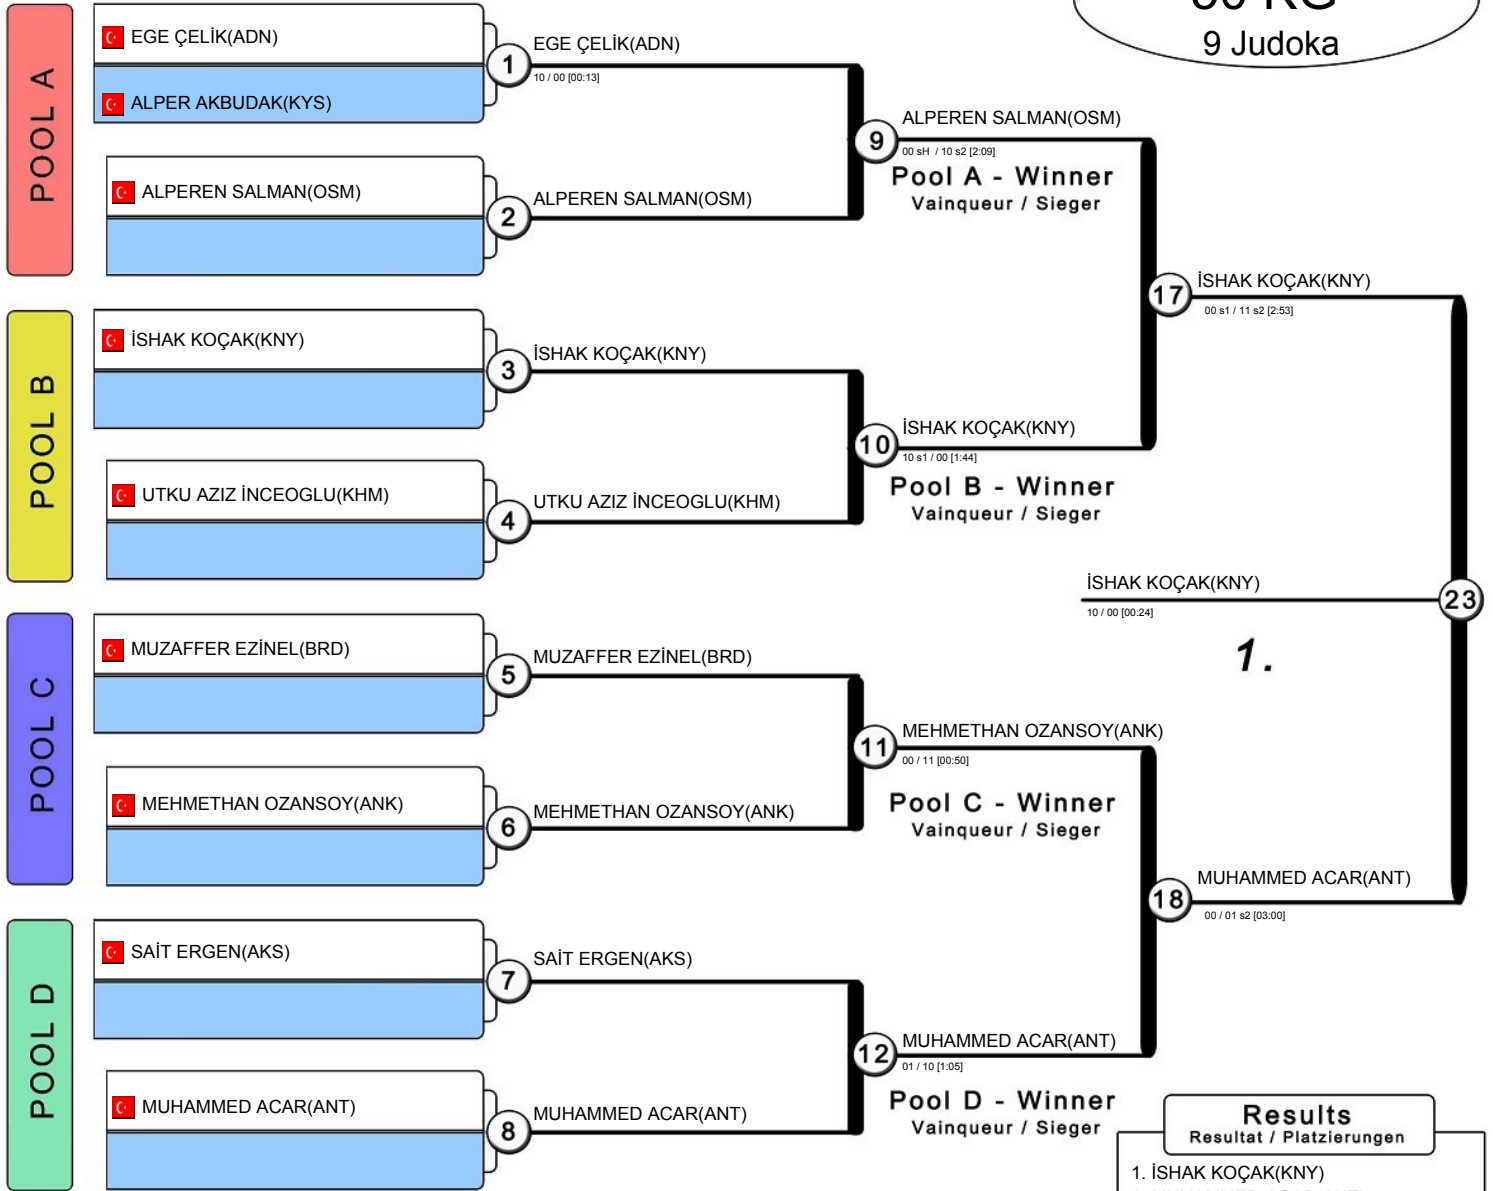 9 Judoka
POOL A
EGE ÇELİK(ADN)
ALPER AKBUDAK(KYS)
1
EGE ÇELİK(ADN)
10 / 00 [00:13]
ALPEREN SALMAN(OSM)
2
ALPEREN SALMAN(OSM)
9
ALPEREN SALMAN(OSM)
00 sH / 10 s2 [2:09]
Pool A - Winner
Vainqueur / Sieger
POOL B
İSHAK KOÇAK(KNY)
3
İSHAK KOÇAK(KNY)
UTKU AZIZ İNCEOGLU(KHM)
4
UTKU AZIZ İNCEOGLU(KHM)
10
İSHAK KOÇAK(KNY)
10 s1 / 00 [1:44]
Pool B - Winner
Vainqueur / Sieger
17
İSHAK KOÇAK(KNY)
00 s1 / 11 s2 [2:53]
İSHAK KOÇAK(KNY)
23
10 / 00 [00:24]
1.
POOL C
MUZAFFER EZİNEL(BRD)
5
MUZAFFER EZİNEL(BRD)
MEHMETHAN OZANSOY(ANK)
6
MEHMETHAN OZANSOY(ANK)
11
MEHMETHAN OZANSOY(ANK)
00 / 11 [00:50]
Pool C - Winner
Vainqueur / Sieger
18
MUHAMMED ACAR(ANT)
00 / 01 s2 [03:00]
POOL D
SAİT ERGEN(AKS)
7
SAİT ERGEN(AKS)
MUHAMMED ACAR(ANT)
8
MUHAMMED ACAR(ANT)
12
MUHAMMED ACAR(ANT)
01 / 10 [1:05]
Pool D - Winner
Vainqueur / Sieger
Results
Resultat / Platzierungen
1. İSHAK KOÇAK(KNY)